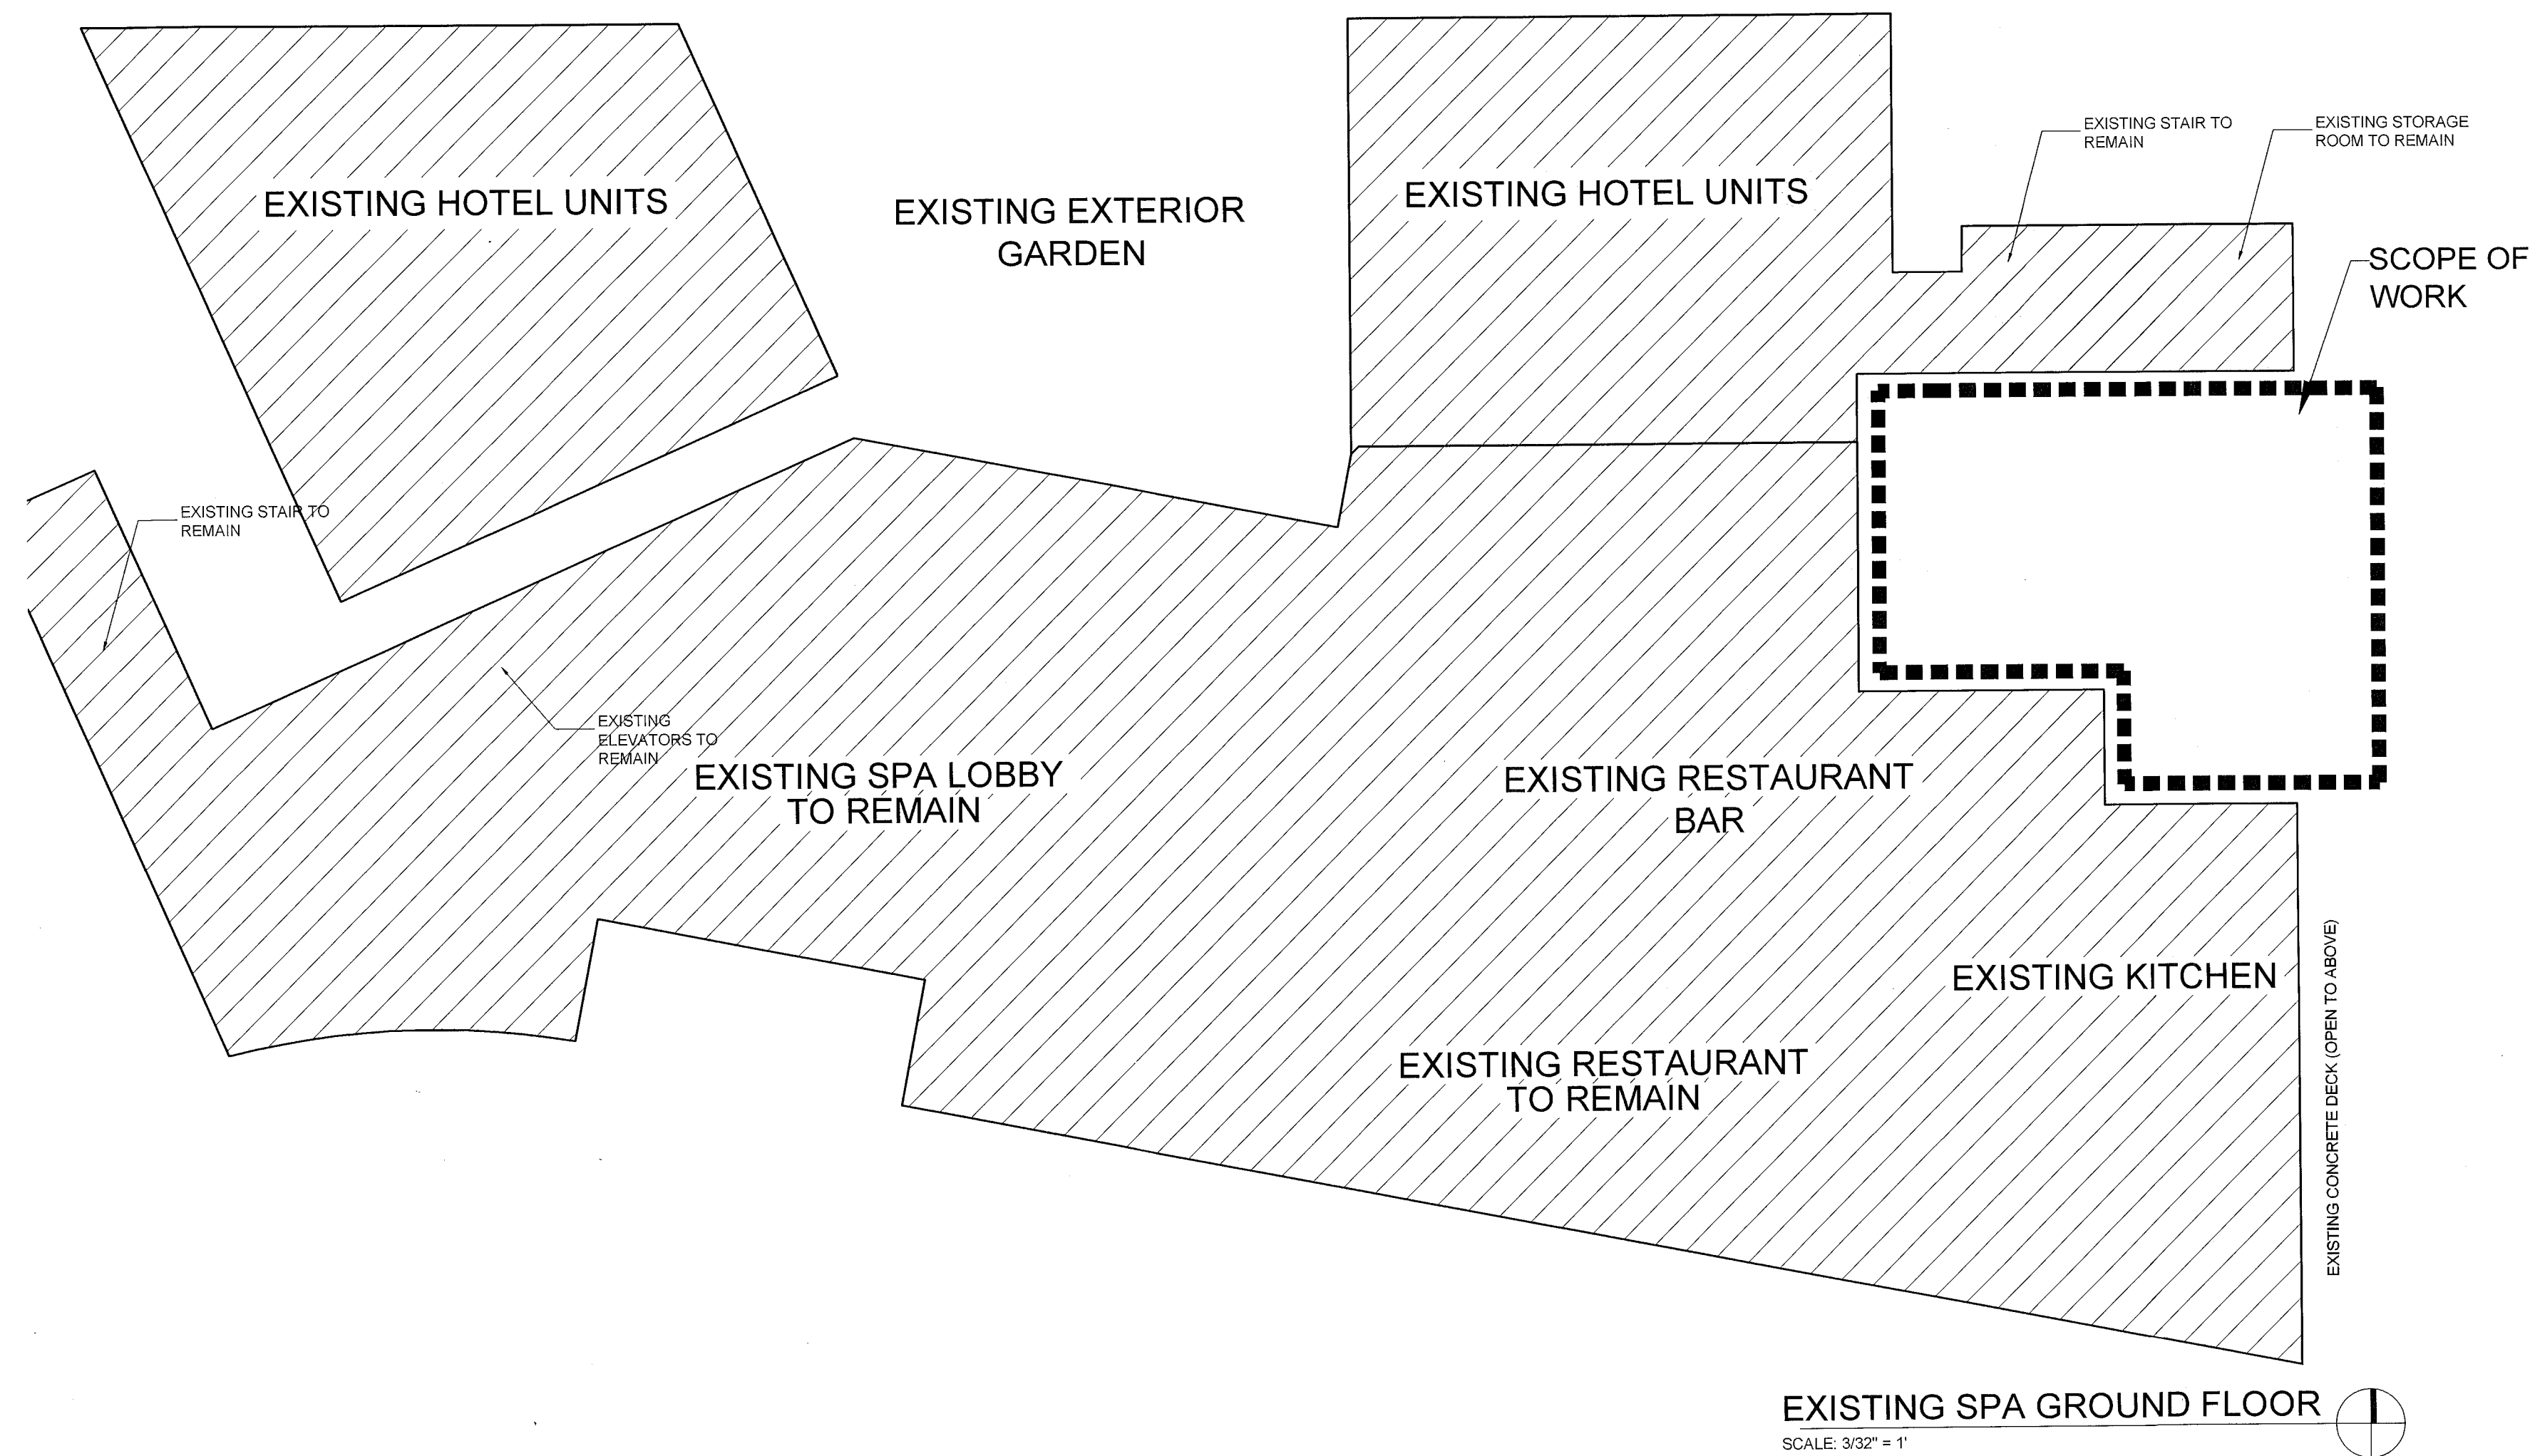 EXISTING STAIR TO
REMAIN
EXISTING STORAGE
ROOM TO REMAIN
EXISTING HOTEL UNITS
EXISTING EXTERIOR
GARDEN
EXISTING HOTEL UNITS
SCOPE OF
WORK
EXISTING STAIR TO
REMAIN
EXISTING
ELEVATORS TO
REMAIN
EXISTING SPA LOBBY
TO REMAIN
EXISTING RESTAURANT
BAR
EXISTING KITCHEN
EXISTING RESTAURANT
TO REMAIN
EXISTING CONCRETE DECK (OPEN TO ABOVE)
EXISTING SPA GROUND FLOOR
SCALE: 3/32" = 1'